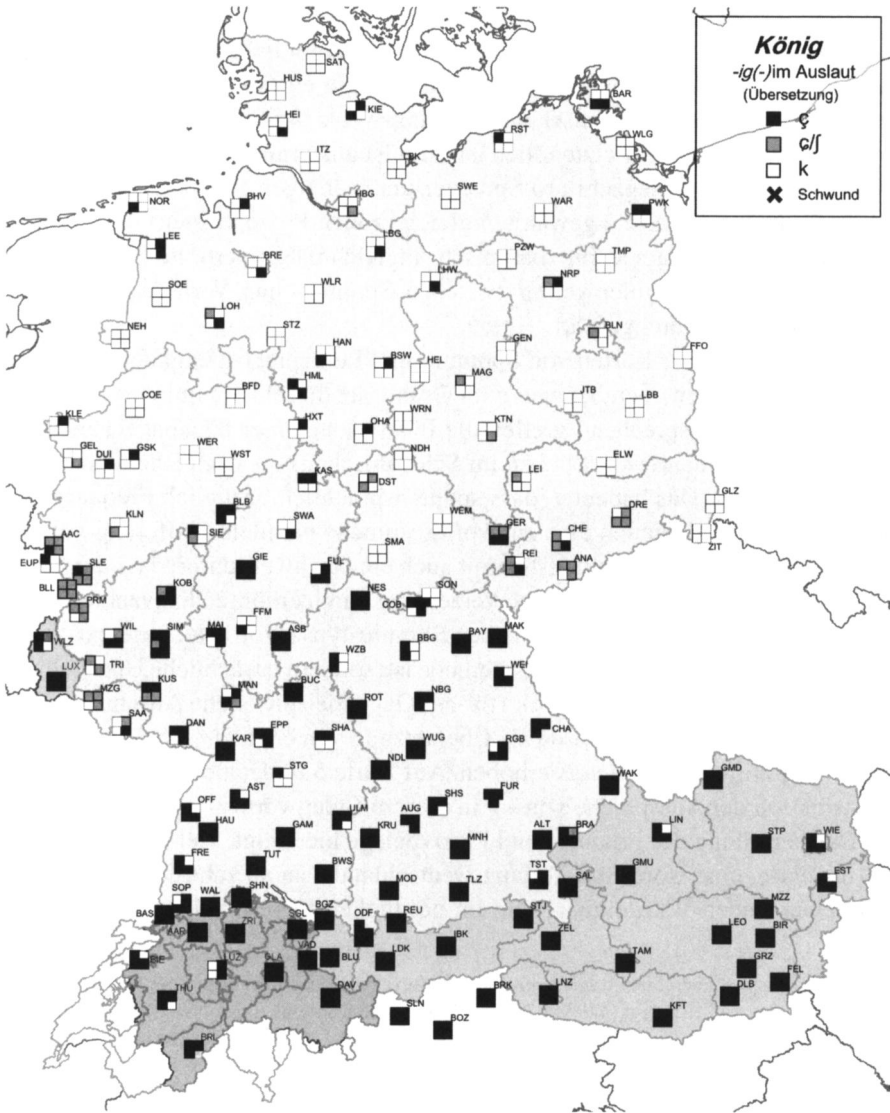 König
-ig(-)im Auslaut
(Übersetzung)
ç
ɕ/ʃ
k
Schwund
SAT
HUS
KIE
BAR
HEI
RST
WLG
ITZ
HBG
SWE
WAR
NOR
BHV
PWK
LEE
LBG
BRE
PZW
TMP
LHW
NRP
SOE
WLR
LOH
NEH
STZ
BLN
GEN
FFO
HAN
BSW
HEL
MAG
HML
COE
BFD
JTB
LBB
KLE
HXT
OHA
WRN
KTN
GEL
DUI
GSK
WER
WST
NDH
ELW
KAS
DST
LEI
GLZ
BLB
DRE
KLN
SIE
SWA
WEM
GER
CHE
ZIT
AAC
EUP
SMA
REI
ANA
SLE
GIE
FUL
BLL
KOB
NES
SON
COB
PRM
WIL
SIM
MAI
FFM
ASB
BBG
BAY
MAK
WLZ
WZB
LUX
TRI
WEI
BUC
MZG
KUS
MAN
NBG
ROT
SAA
DAN
EPP
SHA
CHA
KAR
WUG
RGB
NDL
STG
WAK
GMD
AST
FUR
OFF
SHS
ULM
AUG
HAU
GAM
KRU
ALT
BRA
LIN
STP
WIE
MNH
FRE
TUT
BWS
TST
GMU
EST
MOD
TLZ
SAL
SOP
WAL
SHN
BAS
SGL
BGZ
ODF
REU
STJ
MZZ
AAR
ZRI
ZEL
LEO
BIR
BIE
LUZ
GLA
VAD
BLU
LDK
IBK
TAM
GRZ
THU
DAV
BRK
LNZ
DLB
FEL
SLN
BOZ
KFT
BRI